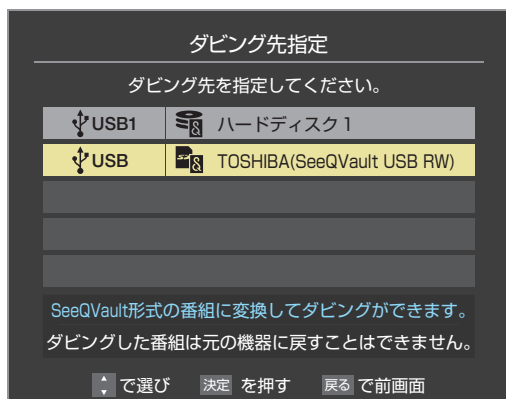 ダビング先指定
ダビング先を指定してください。
USB1 ハードディスク1
USB TOSHIBA(SeeQVault USB RW)
SeeQVault形式の番組に変換してダビングができます。
ダビングした番組は元の機器に戻すことはできません。
で選び 決定 を押す 戻る で前画面